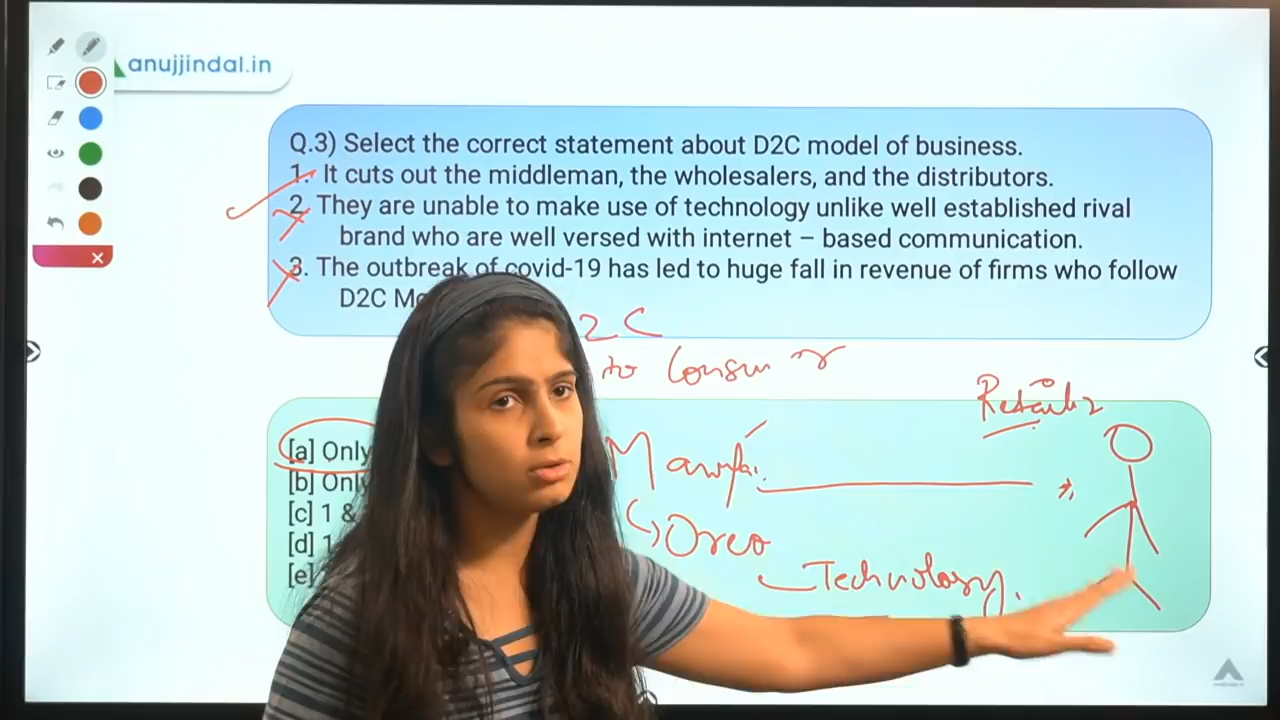 anujjindal.in
Q.3) Select the correct statement about D2C model of business.
1. It cuts out the middleman, the wholesalers, and the distributors.
2. They are unable to make use of technology unlike well established rival
brand who are well versed with internet – based communication.
3. The outbreak of covid-19 has led to huge fall in revenue of firms who follow
D2C
2C
to Consumer
Retailer
[a] Only
[b] Only
[c] 1 &
[d] 1
[e]
Oreo
Technology.